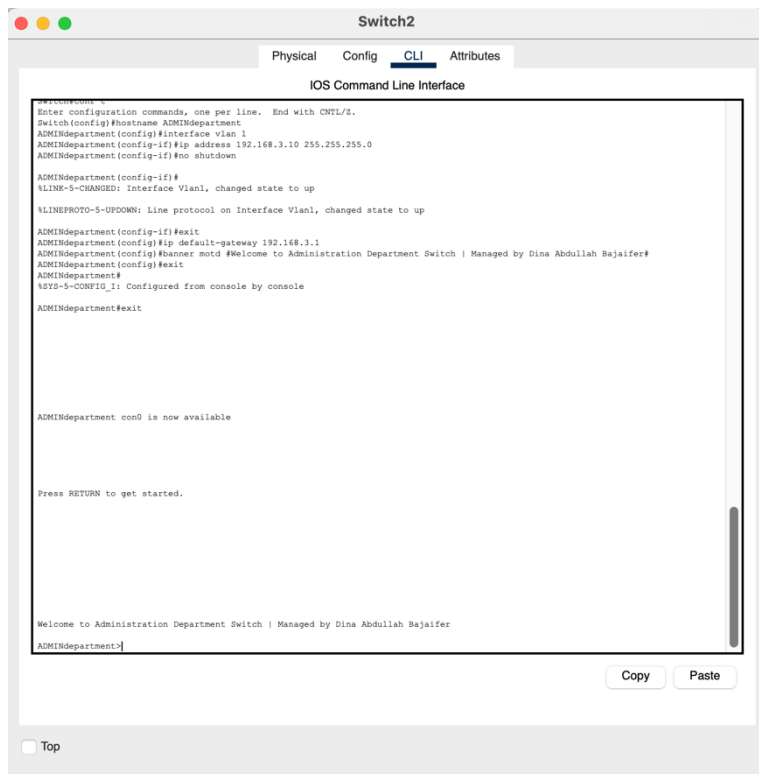 Switch2
Physical Config CLI Attributes
IOS Command Line Interface
Switch#conf t
Enter configuration commands, one per line. End with CNTL/Z.
Switch(config)#hostname ADMINdepartment
ADMINdepartment(config)#interface vlan 1
ADMINdepartment(config-if)#ip address 192.168.3.10 255.255.255.0
ADMINdepartment(config-if)#no shutdown
ADMINdepartment(config-if)#
%LINK-5-CHANGED: Interface Vlan1, changed state to up
%LINEPROTO-5-UPDOWN: Line protocol on Interface Vlan1, changed state to up
ADMINdepartment(config-if)#exit
ADMINdepartment(config)#ip default-gateway 192.168.3.1
ADMINdepartment(config)#banner motd #Welcome to Administration Department Switch | Managed by Dina Abdullah Bajaifer#
ADMINdepartment(config)#exit
ADMINdepartment#
%SYS-5-CONFIG_I: Configured from console by console
ADMINdepartment#exit
ADMINdepartment con0 is now available
Press RETURN to get started.
Welcome to Administration Department Switch | Managed by Dina Abdullah Bajaifer
ADMINdepartment>
Copy Paste
Top